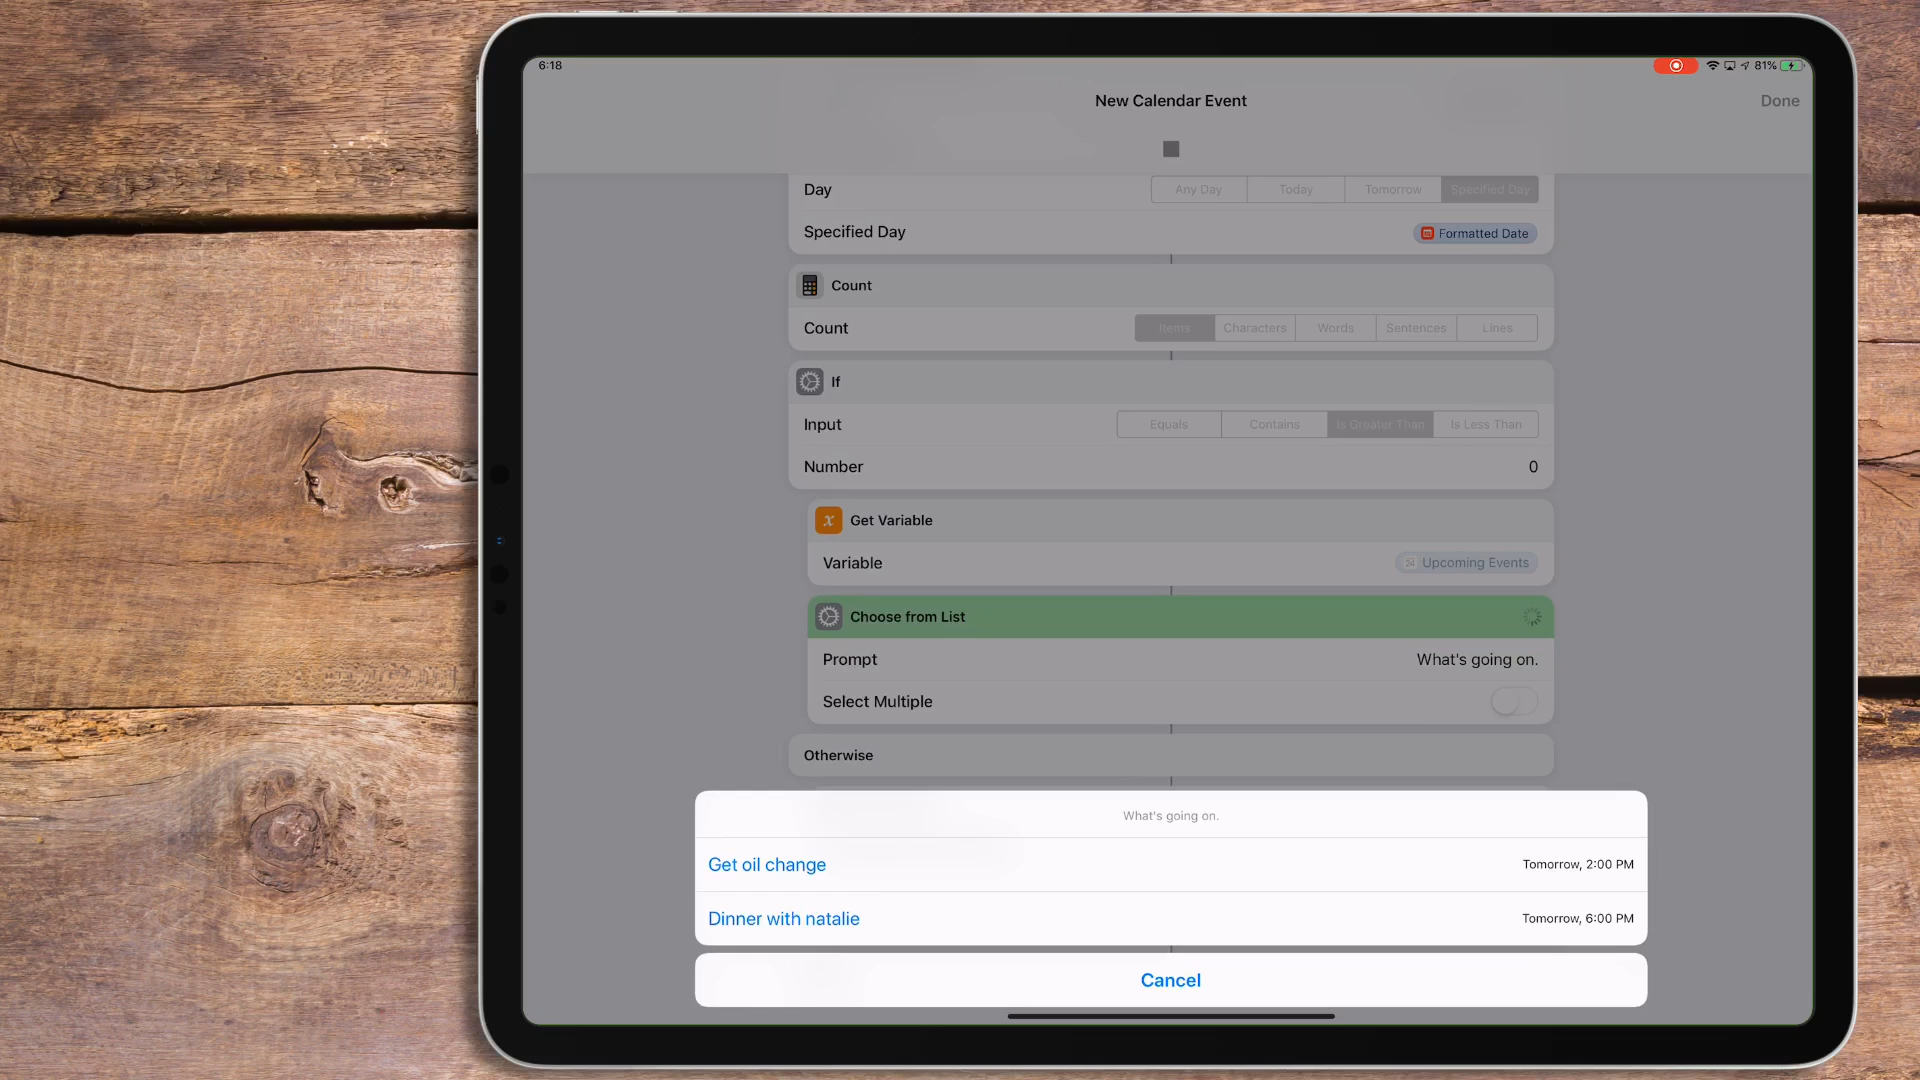 6:18
81%
New Calendar Event
Done
Day
Any Day
Today
Tomorrow
Specified Day
Specified Day
Formatted Date
Count
Count
Items
Characters
Words
Sentences
Lines
If
Input
Equals
Contains
Is Greater Than
Is Less Than
Number
0
x
Get Variable
Variable
24
Upcoming Events
Choose from List
Prompt
What's going on.
Select Multiple
Otherwise
What's going on.
Get oil change
Tomorrow, 2:00 PM
Dinner with natalie
Tomorrow, 6:00 PM
Cancel